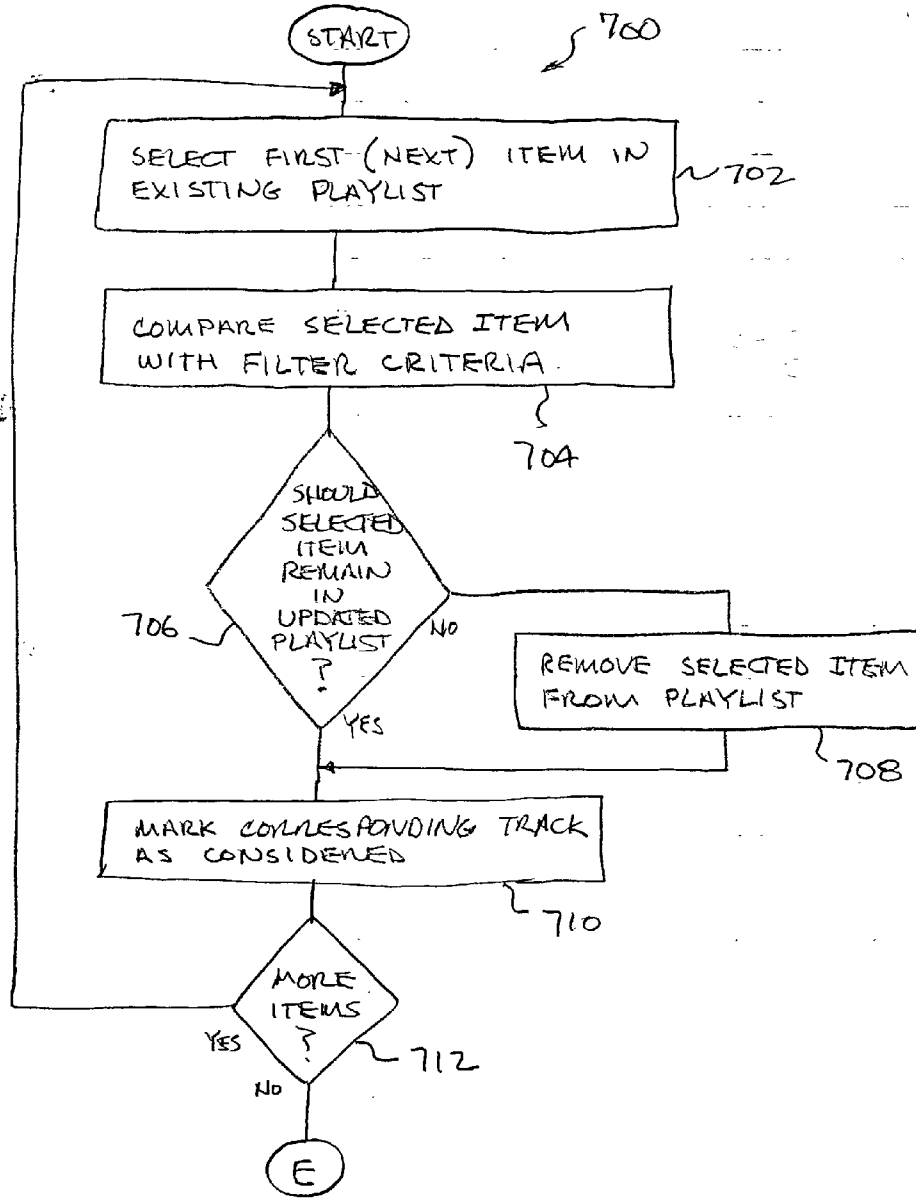 START
700
SELECT FIRST (NEXT) ITEM IN
EXISTING PLAYLIST
702
COMPARE SELECTED ITEM
WITH FILTER CRITERIA
704
SHOULD
SELECTED
ITEM
REMAIN
IN
UPDATED
PLAYLIST
?
706
NO
YES
REMOVE SELECTED ITEM
FROM PLAYLIST
708
MARK CORRESPONDING TRACK
AS CONSIDERED
710
MORE
ITEMS
?
YES
712
NO
E